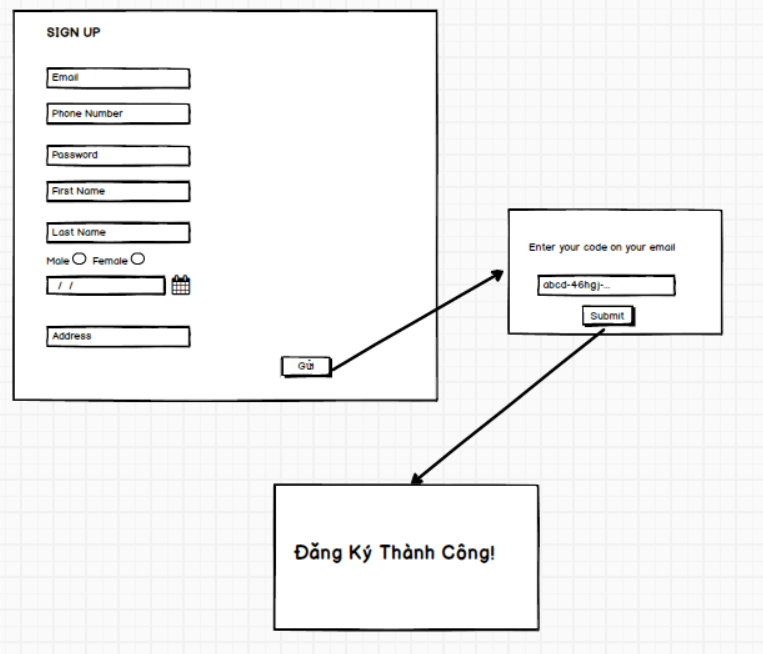 SIGN UP
Email
Phone Number
Password
First Name
Last Name
Male Female
/ /
Address
Gửi
Enter your code on your email
abcd-46hgj-...
Submit
Đăng Ký Thành Công!